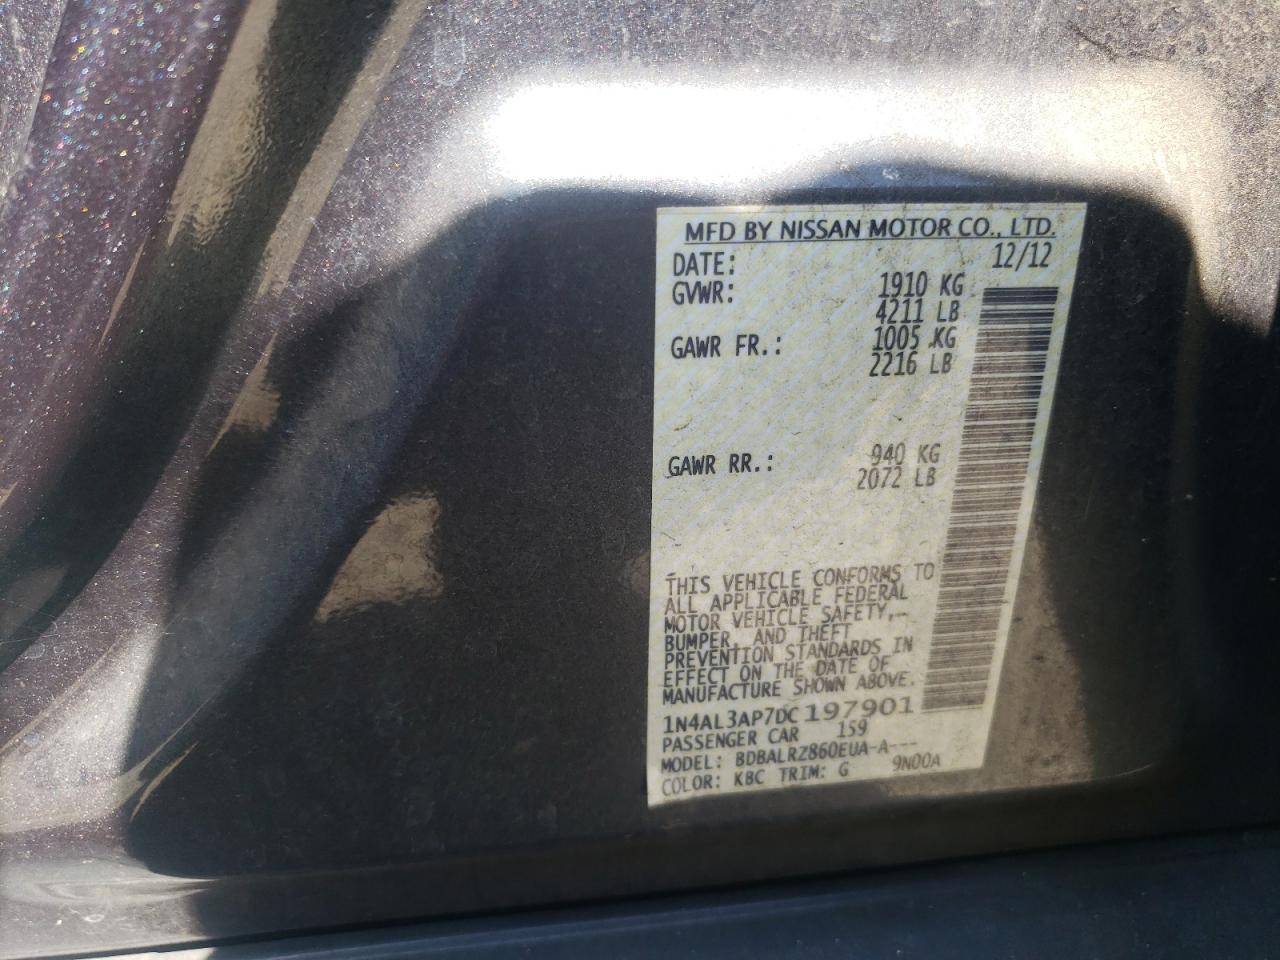 MFD BY NISSAN MOTOR CO., LTD.
DATE: 12/12
GVWR: 1910 KG
4211 LB
GAWR FR.: 1005 KG
2216 LB
GAWR RR.: 940 KG
2072 LB
THIS VEHICLE CONFORMS TO
ALL APPLICABLE FEDERAL
MOTOR VEHICLE SAFETY,
BUMPER, AND THEFT
PREVENTION STANDARDS IN
EFFECT ON THE DATE OF
MANUFACTURE SHOWN ABOVE.
1N4AL3AP7DC197901
PASSENGER CAR 159
MODEL: BDBALRZ860EUA-A---
COLOR: KBC TRIM: G 9N00A